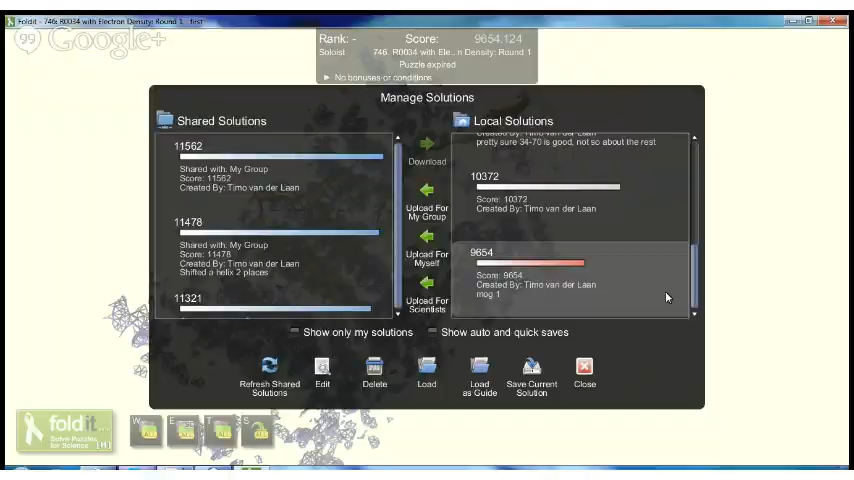 Foldit - 746: R0034 with Electron Density: Round 1 - first
Google+
Rank: - Score: 9654.124
Soloist 746. R0034 with Ele...n Density: Round 1
Puzzle expired
No bonuses or conditions
Manage Solutions
Shared Solutions
11562
Shared with: My Group
Score: 11562
Created By: Timo van der Laan
11478
Shared with: My Group
Score: 11478
Created By: Timo van der Laan
Shifted a helix 2 places
11321
Download
Upload For
My Group
Upload For
Myself
Upload For
Scientists
Local Solutions
Created By: Timo van der Laan
pretty sure 34-70 is good, not so about the rest
10372
Score: 10372
Created By: Timo van der Laan
9654
Score: 9654
Created By: Timo van der Laan
mog 1
Show only my solutions
Show auto and quick saves
Refresh Shared
Solutions
Edit
Delete
Load
Load
as Guide
Save Current
Solution
Close
foldit
Solve Puzzles
for Science
W
E
T
S